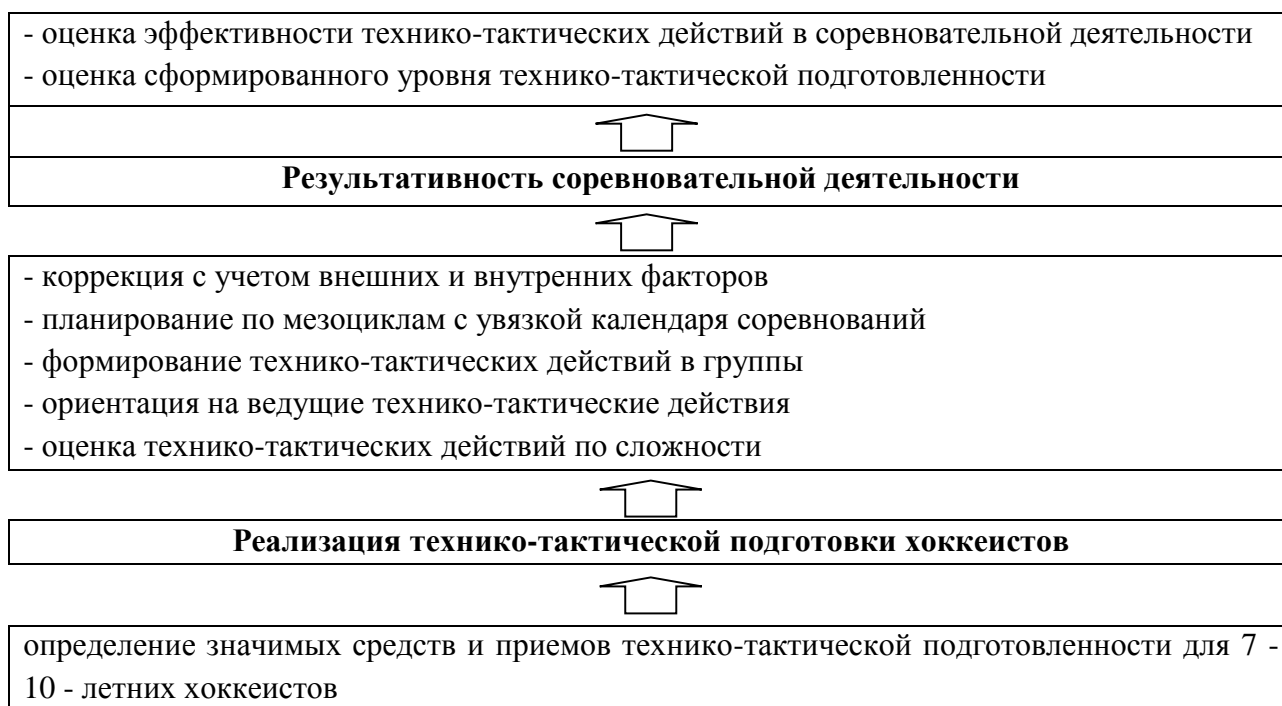 - оценка эффективности технико-тактических действий в соревновательной деятельности
- оценка сформированного уровня технико-тактической подготовленности
Результативность соревновательной деятельности
- коррекция с учетом внешних и внутренних факторов
- планирование по мезоциклам с увязкой календаря соревнований
- формирование технико-тактических действий в группы
- ориентация на ведущие технико-тактические действия
- оценка технико-тактических действий по сложности
Реализация технико-тактической подготовки хоккеистов
определение значимых средств и приемов технико-тактической подготовленности для 7 -
10 - летних хоккеистов